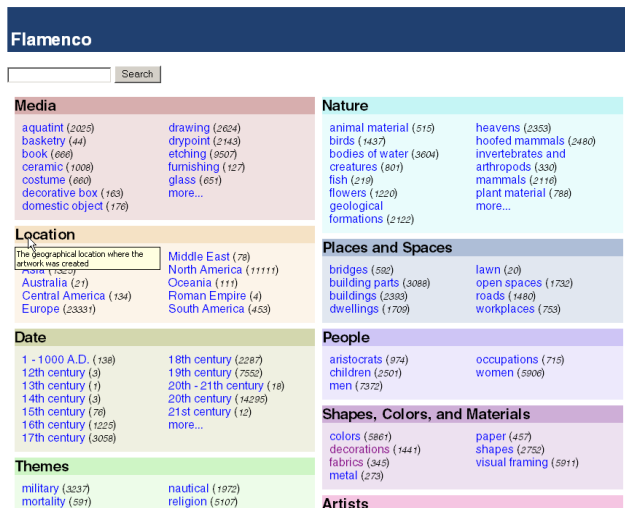 Flamenco
Search
Media
aquatint (2025)
basketry (44)
book (666)
ceramic (1008)
costume (660)
decorative box (163)
domestic object (176)
drawing (2624)
drypoint (2143)
etching (9507)
furnishing (127)
glass (651)
more...
Location
The geographical location where the
artwork was created
Asia (1325)
Australia (21)
Central America (134)
Europe (23331)
Middle East (78)
North America (11111)
Oceania (111)
Roman Empire (4)
South America (453)
Date
1 - 1000 A.D. (138)
12th century (3)
13th century (1)
14th century (3)
15th century (76)
16th century (1225)
17th century (3058)
18th century (2287)
19th century (7552)
20th - 21th century (18)
20th century (14295)
21st century (12)
more...
Themes
military (3237)
mortality (591)
nautical (1972)
religion (5107)
Nature
animal material (515)
birds (1437)
bodies of water (3604)
creatures (801)
fish (219)
flowers (1220)
geological
formations (2122)
heavens (2353)
hoofed mammals (2480)
invertebrates and
arthropods (330)
mammals (2116)
plant material (788)
more...
Places and Spaces
bridges (592)
building parts (3088)
buildings (2393)
dwellings (1709)
lawn (20)
open spaces (1732)
roads (1480)
workplaces (753)
People
aristocrats (974)
children (2501)
men (7372)
occupations (715)
women (5906)
Shapes, Colors, and Materials
colors (5861)
decorations (1441)
fabrics (345)
metal (273)
paper (457)
shapes (2752)
visual framing (5911)
Artists